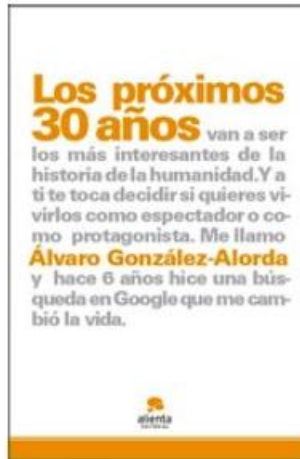 Los próximos
30 años van a ser
los más interesantes de la
historia de la humanidad.Y a
ti te toca decidir si quieres vi-
virlos como espectador o co-
mo protagonista. Me llamo
Álvaro González-Alorda
y hace 6 años hice una bús-
queda en Google que me cam-
bió la vida.
alienta